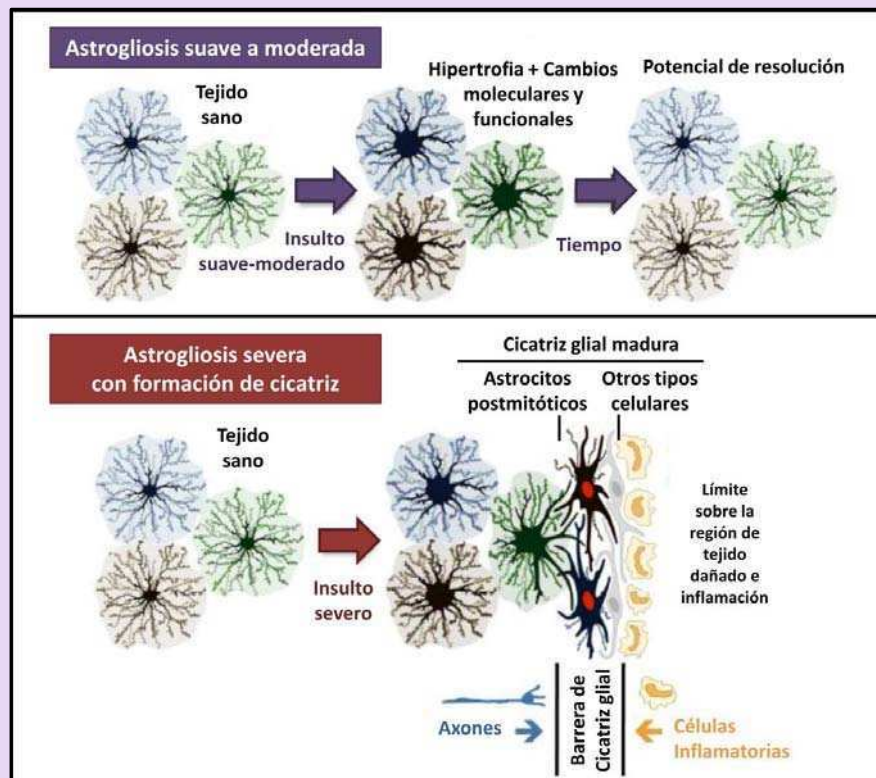 Astrogliosis suave a moderada
Tejido
sano
Hipertrofia + Cambios
moleculares y
funcionales
Potencial de resolución
Insulto
suave-moderado
Tiempo
Astrogliosis severa
con formación de cicatriz
Cicatriz glial madura
Astrocitos
postmitóticos
Otros tipos
celulares
Tejido
sano
Límite
sobre la
región de
tejido
dañado e
inflamación
Insulto
severo
Axones
Barrera de
Cicatriz glial
Células
Inflamatorias